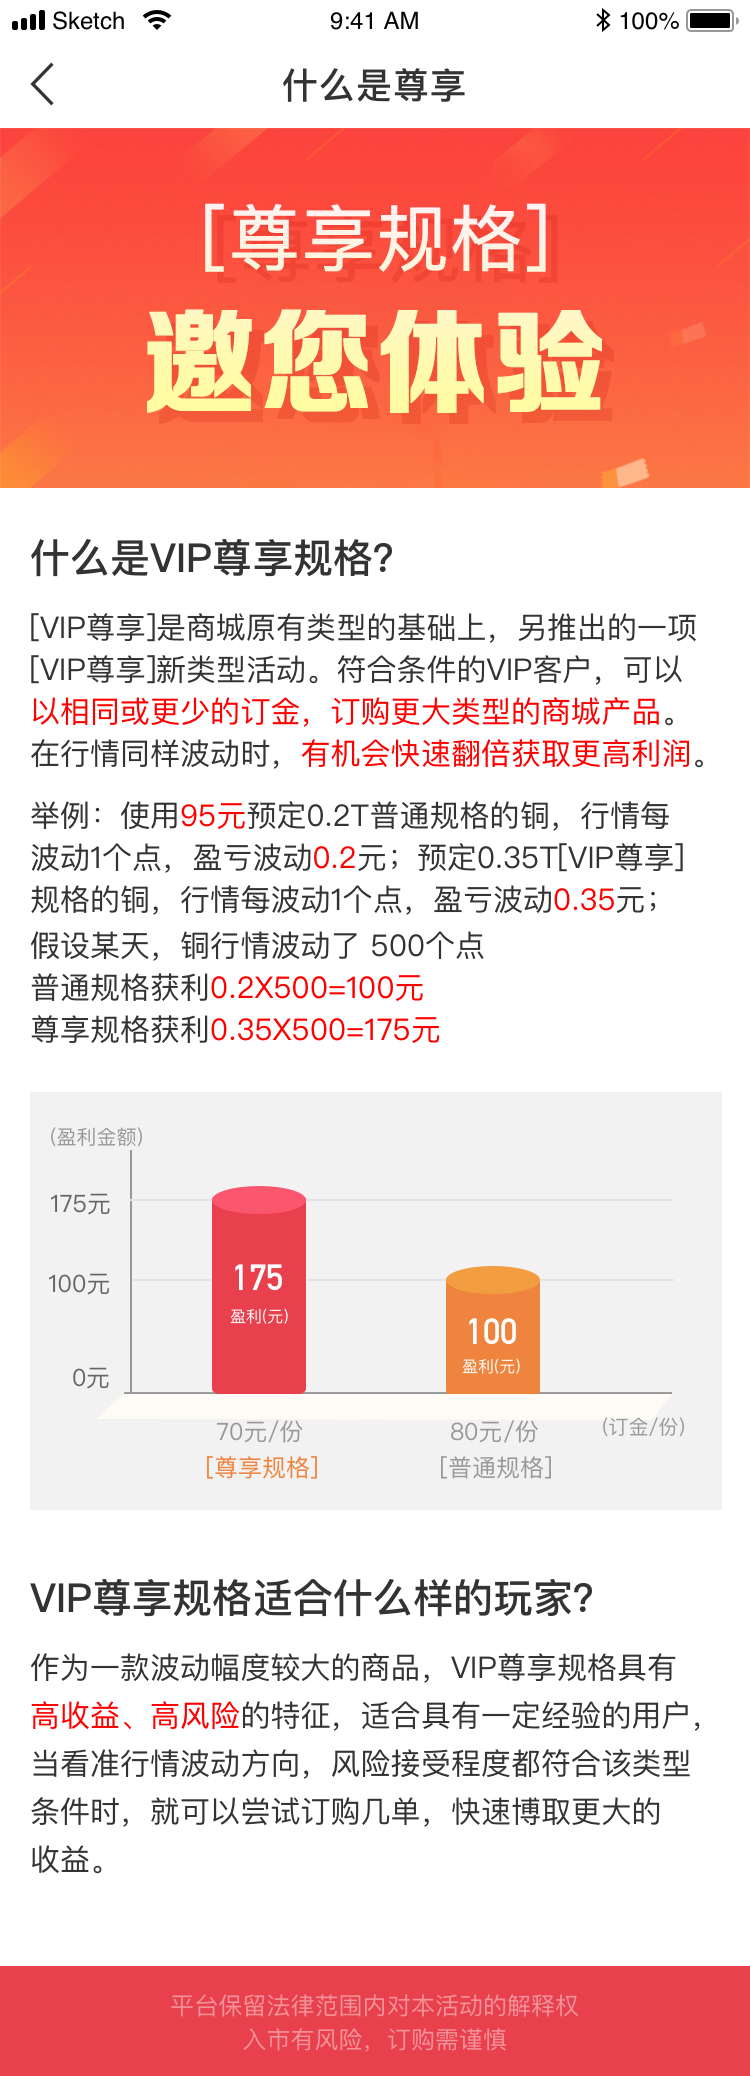 Sketch 9:41 AM 100%
什么是尊享
[尊享规格]
邀您体验
什么是VIP尊享规格?
[VIP尊享]是商城原有类型的基础上，另推出的一项
[VIP尊享]新类型活动。符合条件的VIP客户，可以
以相同或更少的订金，订购更大类型的商城产品。
在行情同样波动时，有机会快速翻倍获取更高利润。
举例：使用95元预定0.2T普通规格的铜，行情每
波动1个点，盈亏波动0.2元；预定0.35T[VIP尊享]
规格的铜，行情每波动1个点，盈亏波动0.35元；
假设某天，铜行情波动了 500个点
普通规格获利0.2X500=100元
尊享规格获利0.35X500=175元
(盈利金额)
175元
100元
0元
175
盈利(元)
100
盈利(元)
70元/份 80元/份 (订金/份)
[尊享规格] [普通规格]
VIP尊享规格适合什么样的玩家?
作为一款波动幅度较大的商品，VIP尊享规格具有
高收益、高风险的特征，适合具有一定经验的用户，
当看准行情波动方向，风险接受程度都符合该类型
条件时，就可以尝试订购几单，快速博取更大的
收益。
平台保留法律范围内对本活动的解释权
入市有风险，订购需谨慎